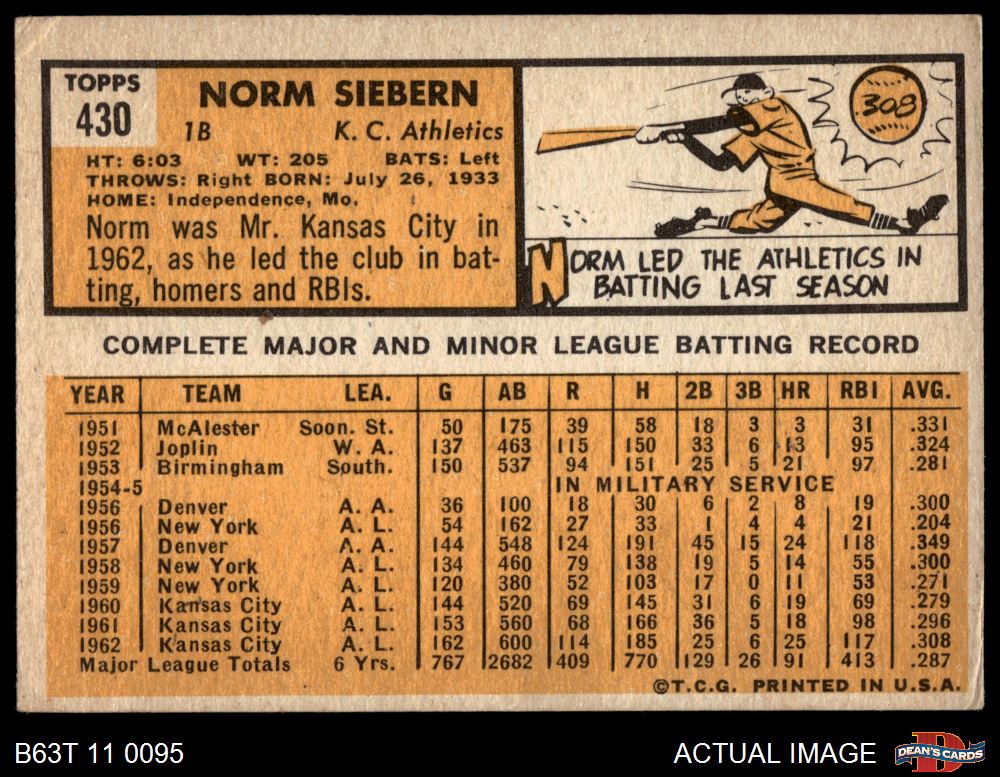 TOPPS
430
NORM SIEBERN
1B K. C. Athletics
HT: 6:03 WT: 205 BATS: Left
THROWS: Right BORN: July 26, 1933
HOME: Independence, Mo.
Norm was Mr. Kansas City in
1962, as he led the club in bat-
ting, homers and RBIs.
308
NORM LED THE ATHLETICS IN
BATTING LAST SEASON
COMPLETE MAJOR AND MINOR LEAGUE BATTING RECORD
YEAR TEAM LEA. G AB R H 2B 3B HR RBI AVG.
1951 McAlester Soon. St. 50 175 39 58 18 3 3 31 .331
1952 Joplin W. A. 137 463 115 150 33 6 13 95 .324
1953 Birmingham South. 150 537 94 151 25 5 21 97 .281
1954-5 IN MILITARY SERVICE
1956 Denver A. A. 36 100 18 30 6 2 8 19 .300
1956 New York A. L. 54 162 27 33 1 4 4 21 .204
1957 Denver A. A. 144 548 124 191 45 15 24 118 .349
1958 New York A. L. 134 460 79 138 19 5 14 55 .300
1959 New York A. L. 120 380 52 103 17 0 11 53 .271
1960 Kansas City A. L. 144 520 69 145 31 6 19 69 .279
1961 Kansas City A. L. 153 560 68 166 36 5 18 98 .296
1962 Kansas City A. L. 162 600 114 185 25 6 25 117 .308
Major League Totals 6 Yrs. 767 2682 409 770 129 26 91 413 .287
©T.C.G. PRINTED IN U.S.A.
B63T 11 0095 ACTUAL IMAGE DEAN'S CARDS